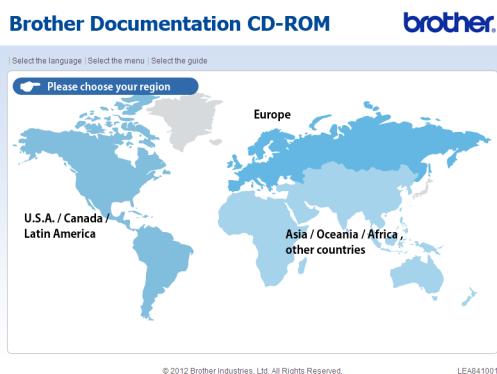 Brother Documentation CD-ROM
brother.
| Select the language | Select the menu | Select the guide
Please choose your region
Europe
U.S.A. / Canada /
Latin America
Asia / Oceania / Africa ,
other countries
© 2012 Brother Industries, Ltd. All Rights Reserved.
LEA841001